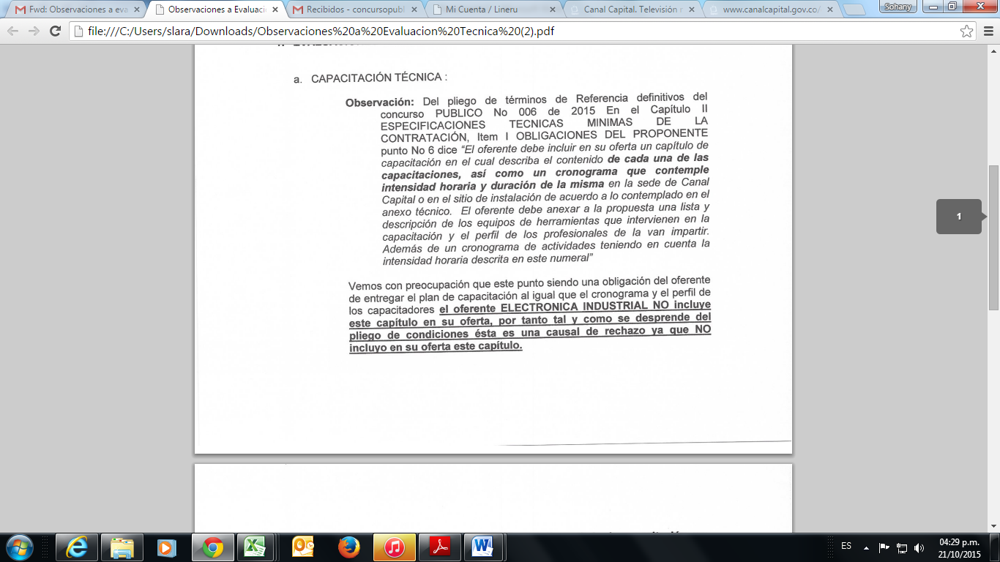 Fwd: Observaciones a eva
Observaciones a Evaluaci
Recibidos - concursopubl
Mi Cuenta / Lineru
Canal Capital. Televisión
www.canalcapital.gov.co/
Sohany
file:///C:/Users/slara/Downloads/Observaciones%20a%20Evaluacion%20Tecnica%20(2).pdf
a. CAPACITACIÓN TÉCNICA :
Observación: Del pliego de términos de Referencia definitivos del
concurso PUBLICO No 006 de 2015 En el Capítulo II
ESPECIFICACIONES TECNICAS MINIMAS DE LA
CONTRATACIÓN, Item I OBLIGACIONES DEL PROPONENTE
punto No 6 dice “El oferente debe incluir en su oferta un capítulo de
capacitación en el cual describa el contenido de cada una de las
capacitaciones, así como un cronograma que contemple
intensidad horaria y duración de la misma en la sede de Canal
Capital o en el sitio de instalación de acuerdo a lo contemplado en el
anexo técnico. El oferente debe anexar a la propuesta una lista y
descripción de los equipos de herramientas que intervienen en la
capacitación y el perfil de los profesionales de la van impartir.
Además de un cronograma de actividades teniendo en cuenta la
intensidad horaria descrita en este numeral”
Vemos con preocupación que este punto siendo una obligación del oferente
de entregar el plan de capacitación al igual que el cronograma y el perfil de
los capacitadores el oferente ELECTRONICA INDUSTRIAL NO incluye
este capítulo en su oferta, por tanto tal y como se desprende del
pliego de condiciones ésta es una causal de rechazo ya que NO
incluyo en su oferta este capítulo.
1
ES
04:29 p.m.
21/10/2015